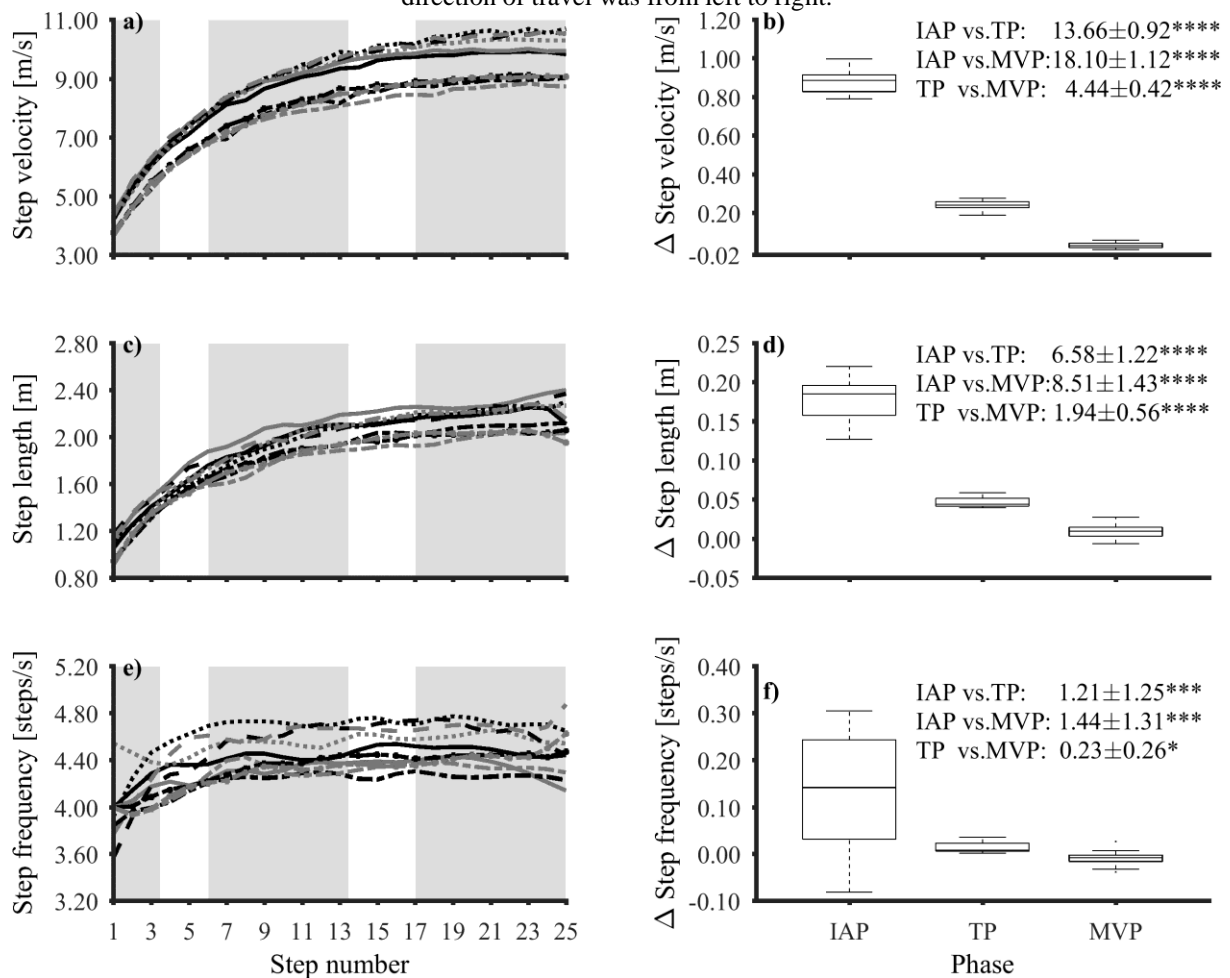 direction of travel was from left to right.
a)
Step velocity [m/s]
11.00
9.00
7.00
5.00
3.00
b)
Δ Step velocity [m/s]
1.20
1.00
0.80
0.60
0.40
0.20
-0.02
IAP vs.TP: 13.66±0.92****
IAP vs.MVP:18.10±1.12****
TP vs.MVP: 4.44±0.42****
c)
Step length [m]
2.80
2.40
2.00
1.60
1.20
0.80
d)
Δ Step length [m]
0.25
0.20
0.15
0.10
0.05
0.00
-0.05
IAP vs.TP: 6.58±1.22****
IAP vs.MVP:8.51±1.43****
TP vs.MVP: 1.94±0.56****
e)
Step frequency [steps/s]
5.20
4.80
4.40
4.00
3.60
3.20
1 3 5 7 9 11 13 15 17 19 21 23 25
Step number
f)
Δ Step frequency [steps/s]
0.40
0.30
0.20
0.10
0.00
-0.10
IAP vs.TP: 1.21±1.25***
IAP vs.MVP: 1.44±1.31***
TP vs.MVP: 0.23±0.26*
IAP TP MVP
Phase